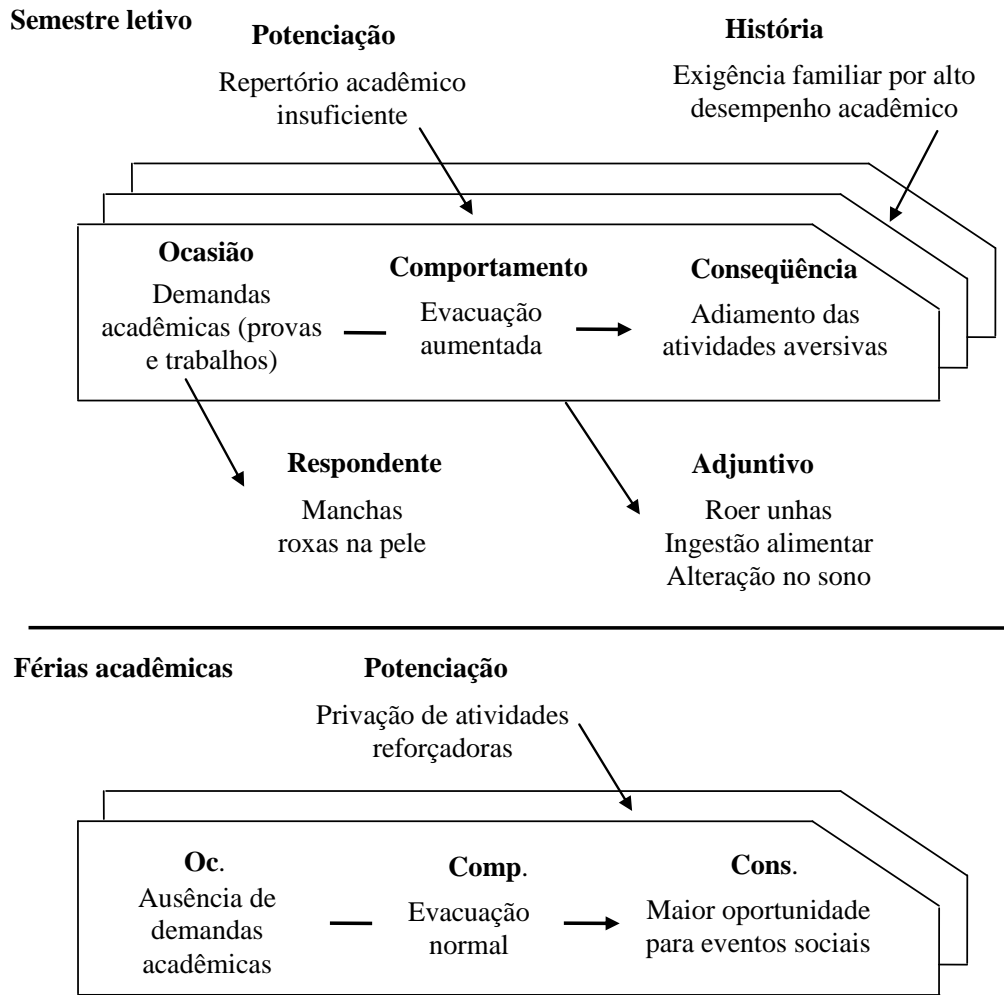 Semestre letivo
Potenciação
Repertório acadêmico
insuficiente
História
Exigência familiar por alto
desempenho acadêmico
Ocasião
Demandas
acadêmicas (provas
e trabalhos)
Comportamento
Evacuação
aumentada
Conseqüência
Adiamento das
atividades aversivas
Respondente
Manchas
roxas na pele
Adjuntivo
Roer unhas
Ingestão alimentar
Alteração no sono
Férias acadêmicas
Potenciação
Privação de atividades
reforçadoras
Oc.
Ausência de
demandas
acadêmicas
Comp.
Evacuação
normal
Cons.
Maior oportunidade
para eventos sociais